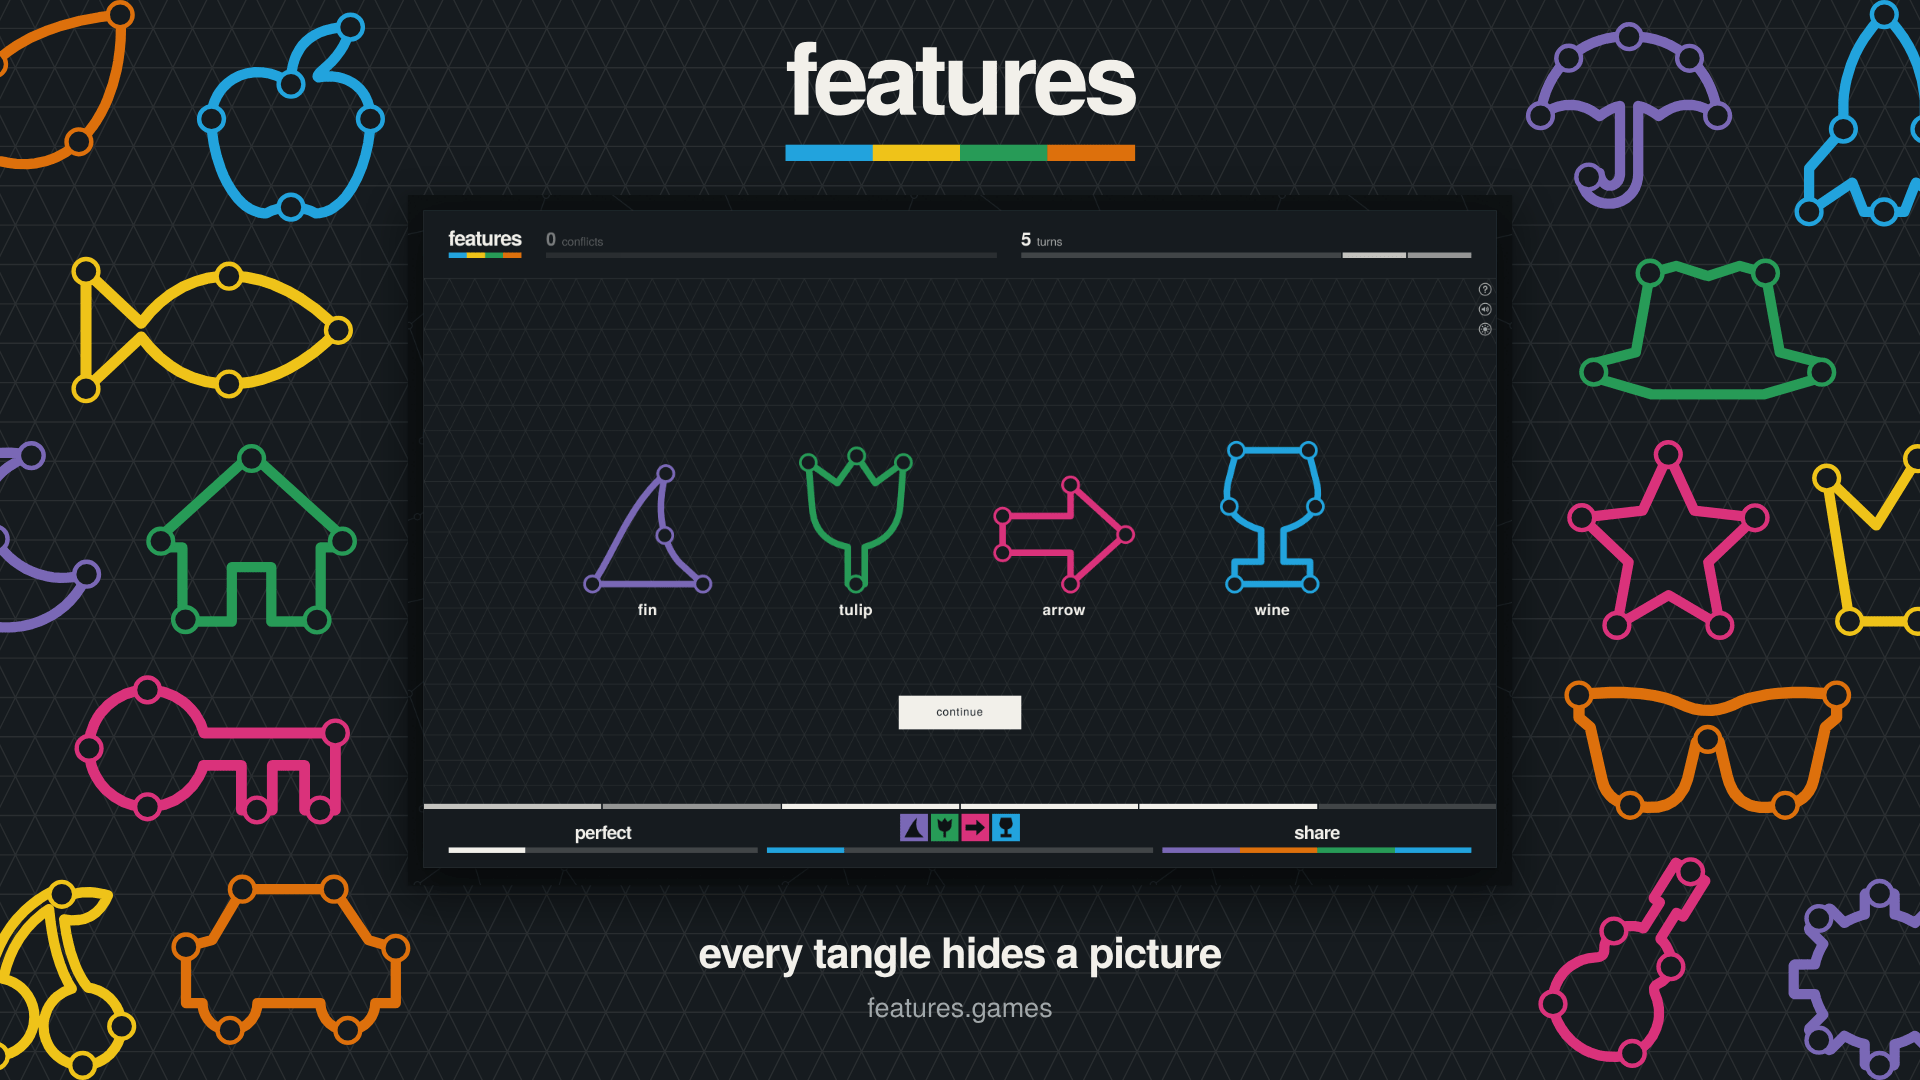 features
features
0 conflicts
5 turns
?
fin
tulip
arrow
wine
continue
perfect
share
every tangle hides a picture
features.games